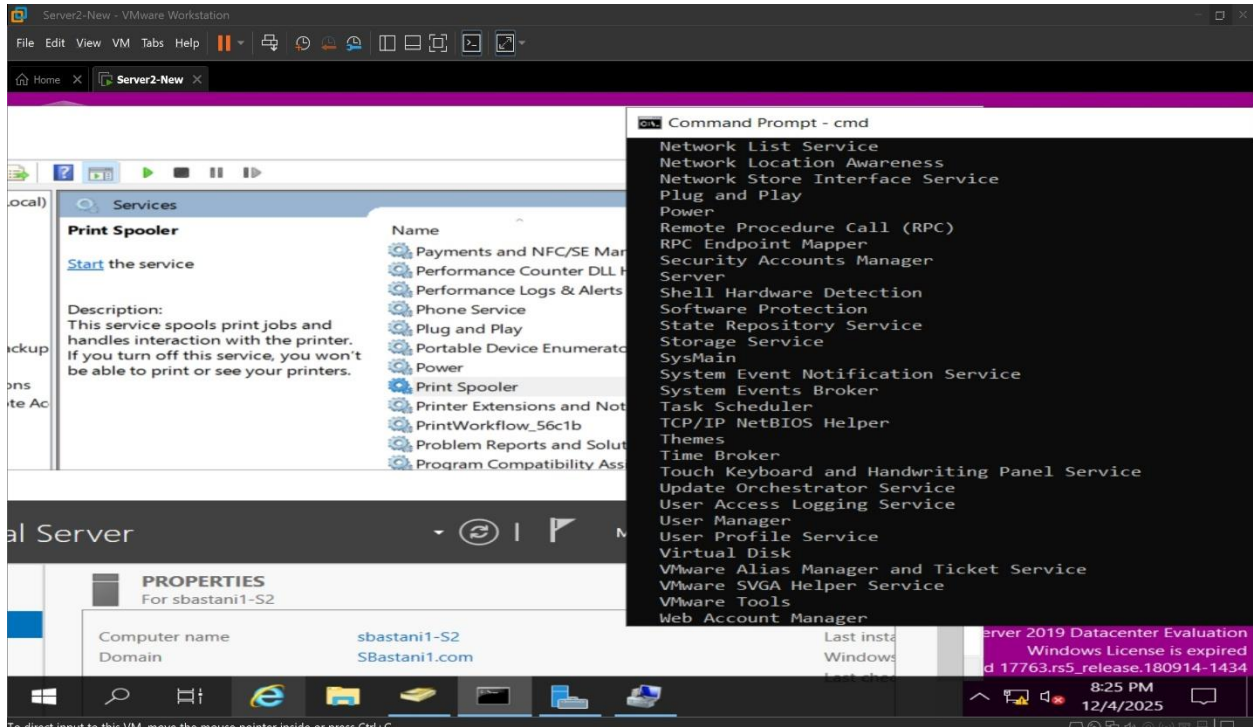 Server2-New - VMware Workstation
File Edit View VM Tabs Help
Home
Server2-New
Command Prompt - cmd
Network List Service
Network Location Awareness
Network Store Interface Service
Plug and Play
Power
Remote Procedure Call (RPC)
RPC Endpoint Mapper
Security Accounts Manager
Server
Shell Hardware Detection
Software Protection
State Repository Service
Storage Service
SysMain
System Event Notification Service
System Events Broker
Task Scheduler
TCP/IP NetBIOS Helper
Themes
Time Broker
Touch Keyboard and Handwriting Panel Service
Update Orchestrator Service
User Access Logging Service
User Manager
User Profile Service
Virtual Disk
VMware Alias Manager and Ticket Service
VMware SVGA Helper Service
VMware Tools
Web Account Manager
ocal)
ackup
ons
te Ac
Services
Print Spooler
Start the service
Description:
This service spools print jobs and
handles interaction with the printer.
If you turn off this service, you won't
be able to print or see your printers.
Name
Payments and NFC/SE Mar
Performance Counter DLL H
Performance Logs & Alerts
Phone Service
Plug and Play
Portable Device Enumerato
Power
Print Spooler
Printer Extensions and Not
PrintWorkflow_56c1b
Problem Reports and Solut
Program Compatibility Ass
al Server
M
PROPERTIES
For sbastani1-S2
Computer name sbastani1-S2 Last insta
Domain SBastani1.com Windows
Last chec
erver 2019 Datacenter Evaluation
Windows License is expired
d 17763.rs5_release.180914-1434
8:25 PM
12/4/2025
To direct input to this VM, move the mouse pointer inside or press Ctrl+G.